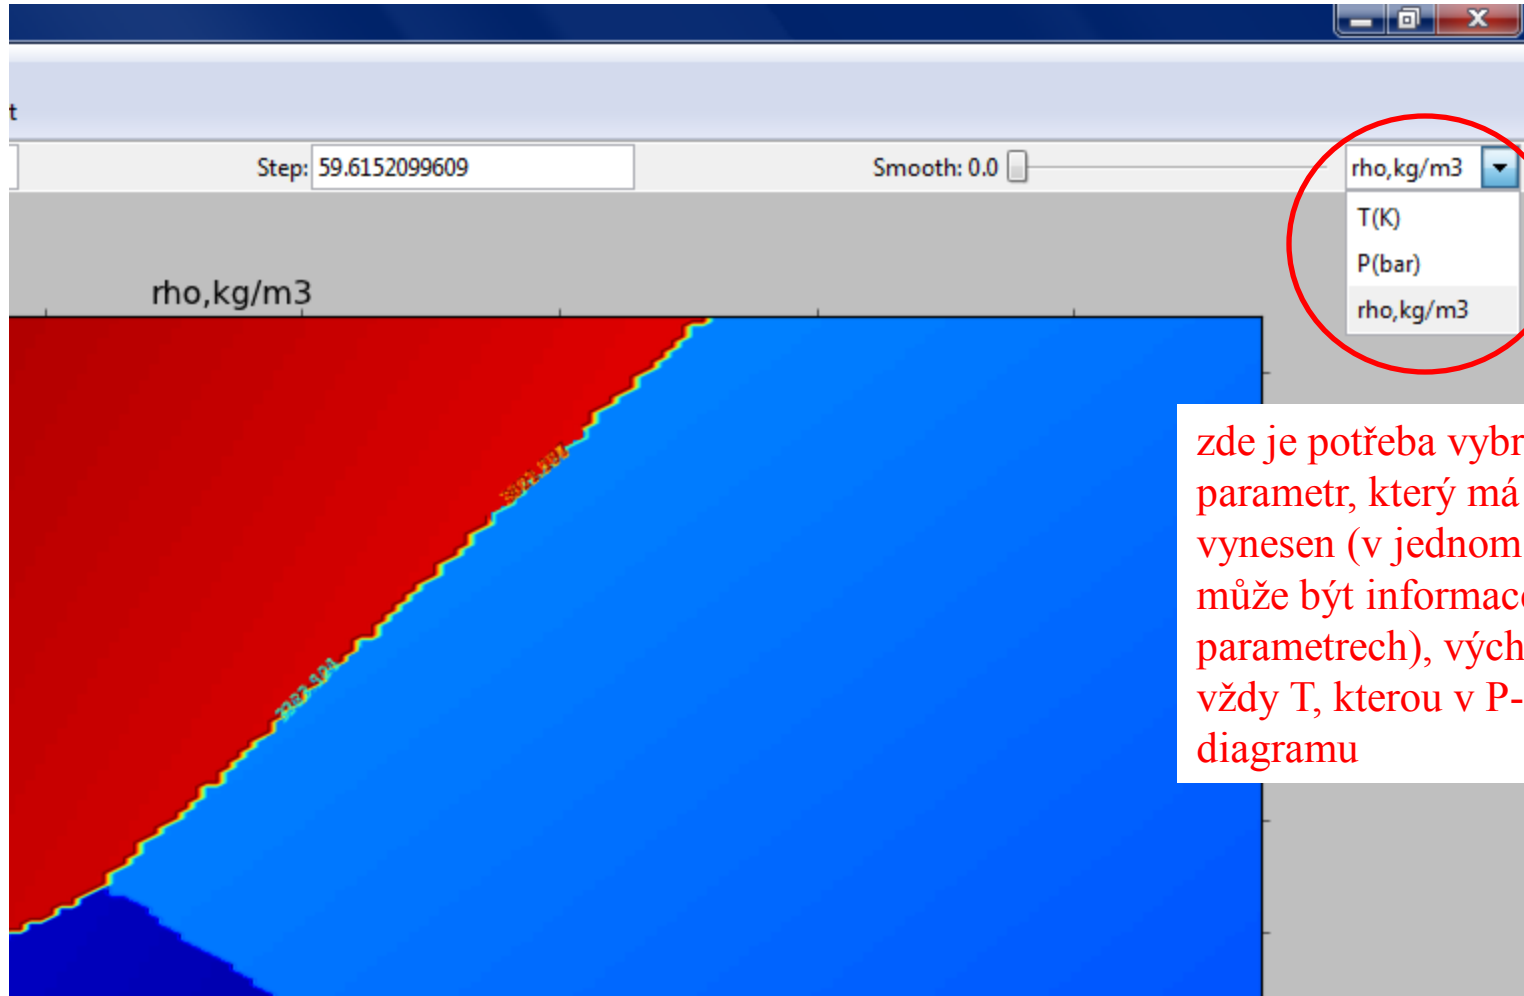 t
Step: 59.6152099609
Smooth: 0.0
rho,kg/m3
T(K)
P(bar)
rho,kg/m3
rho,kg/m3
zde je potřeba vybr
parametr, který má
vynesen (v jednom
může být informac
parametrech), vých
vždy T, kterou v P-
diagramu